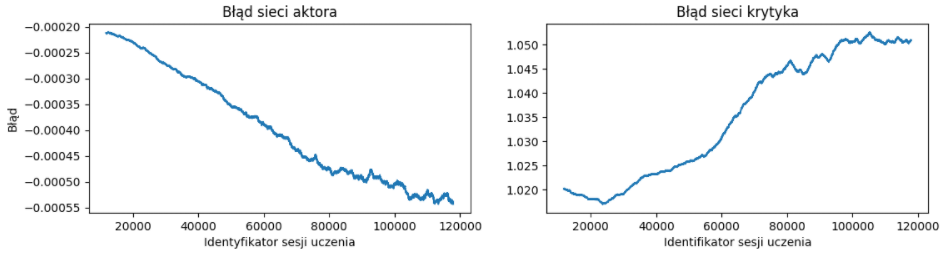 Błąd sieci aktora
Błąd
−0.00020
−0.00025
−0.00030
−0.00035
−0.00040
−0.00045
−0.00050
−0.00055
20000 40000 60000 80000 100000 120000
Identyfikator sesji uczenia
Błąd sieci krytyka
1.050
1.045
1.040
1.035
1.030
1.025
1.020
20000 40000 60000 80000 100000 120000
Identifikator sesji uczenia